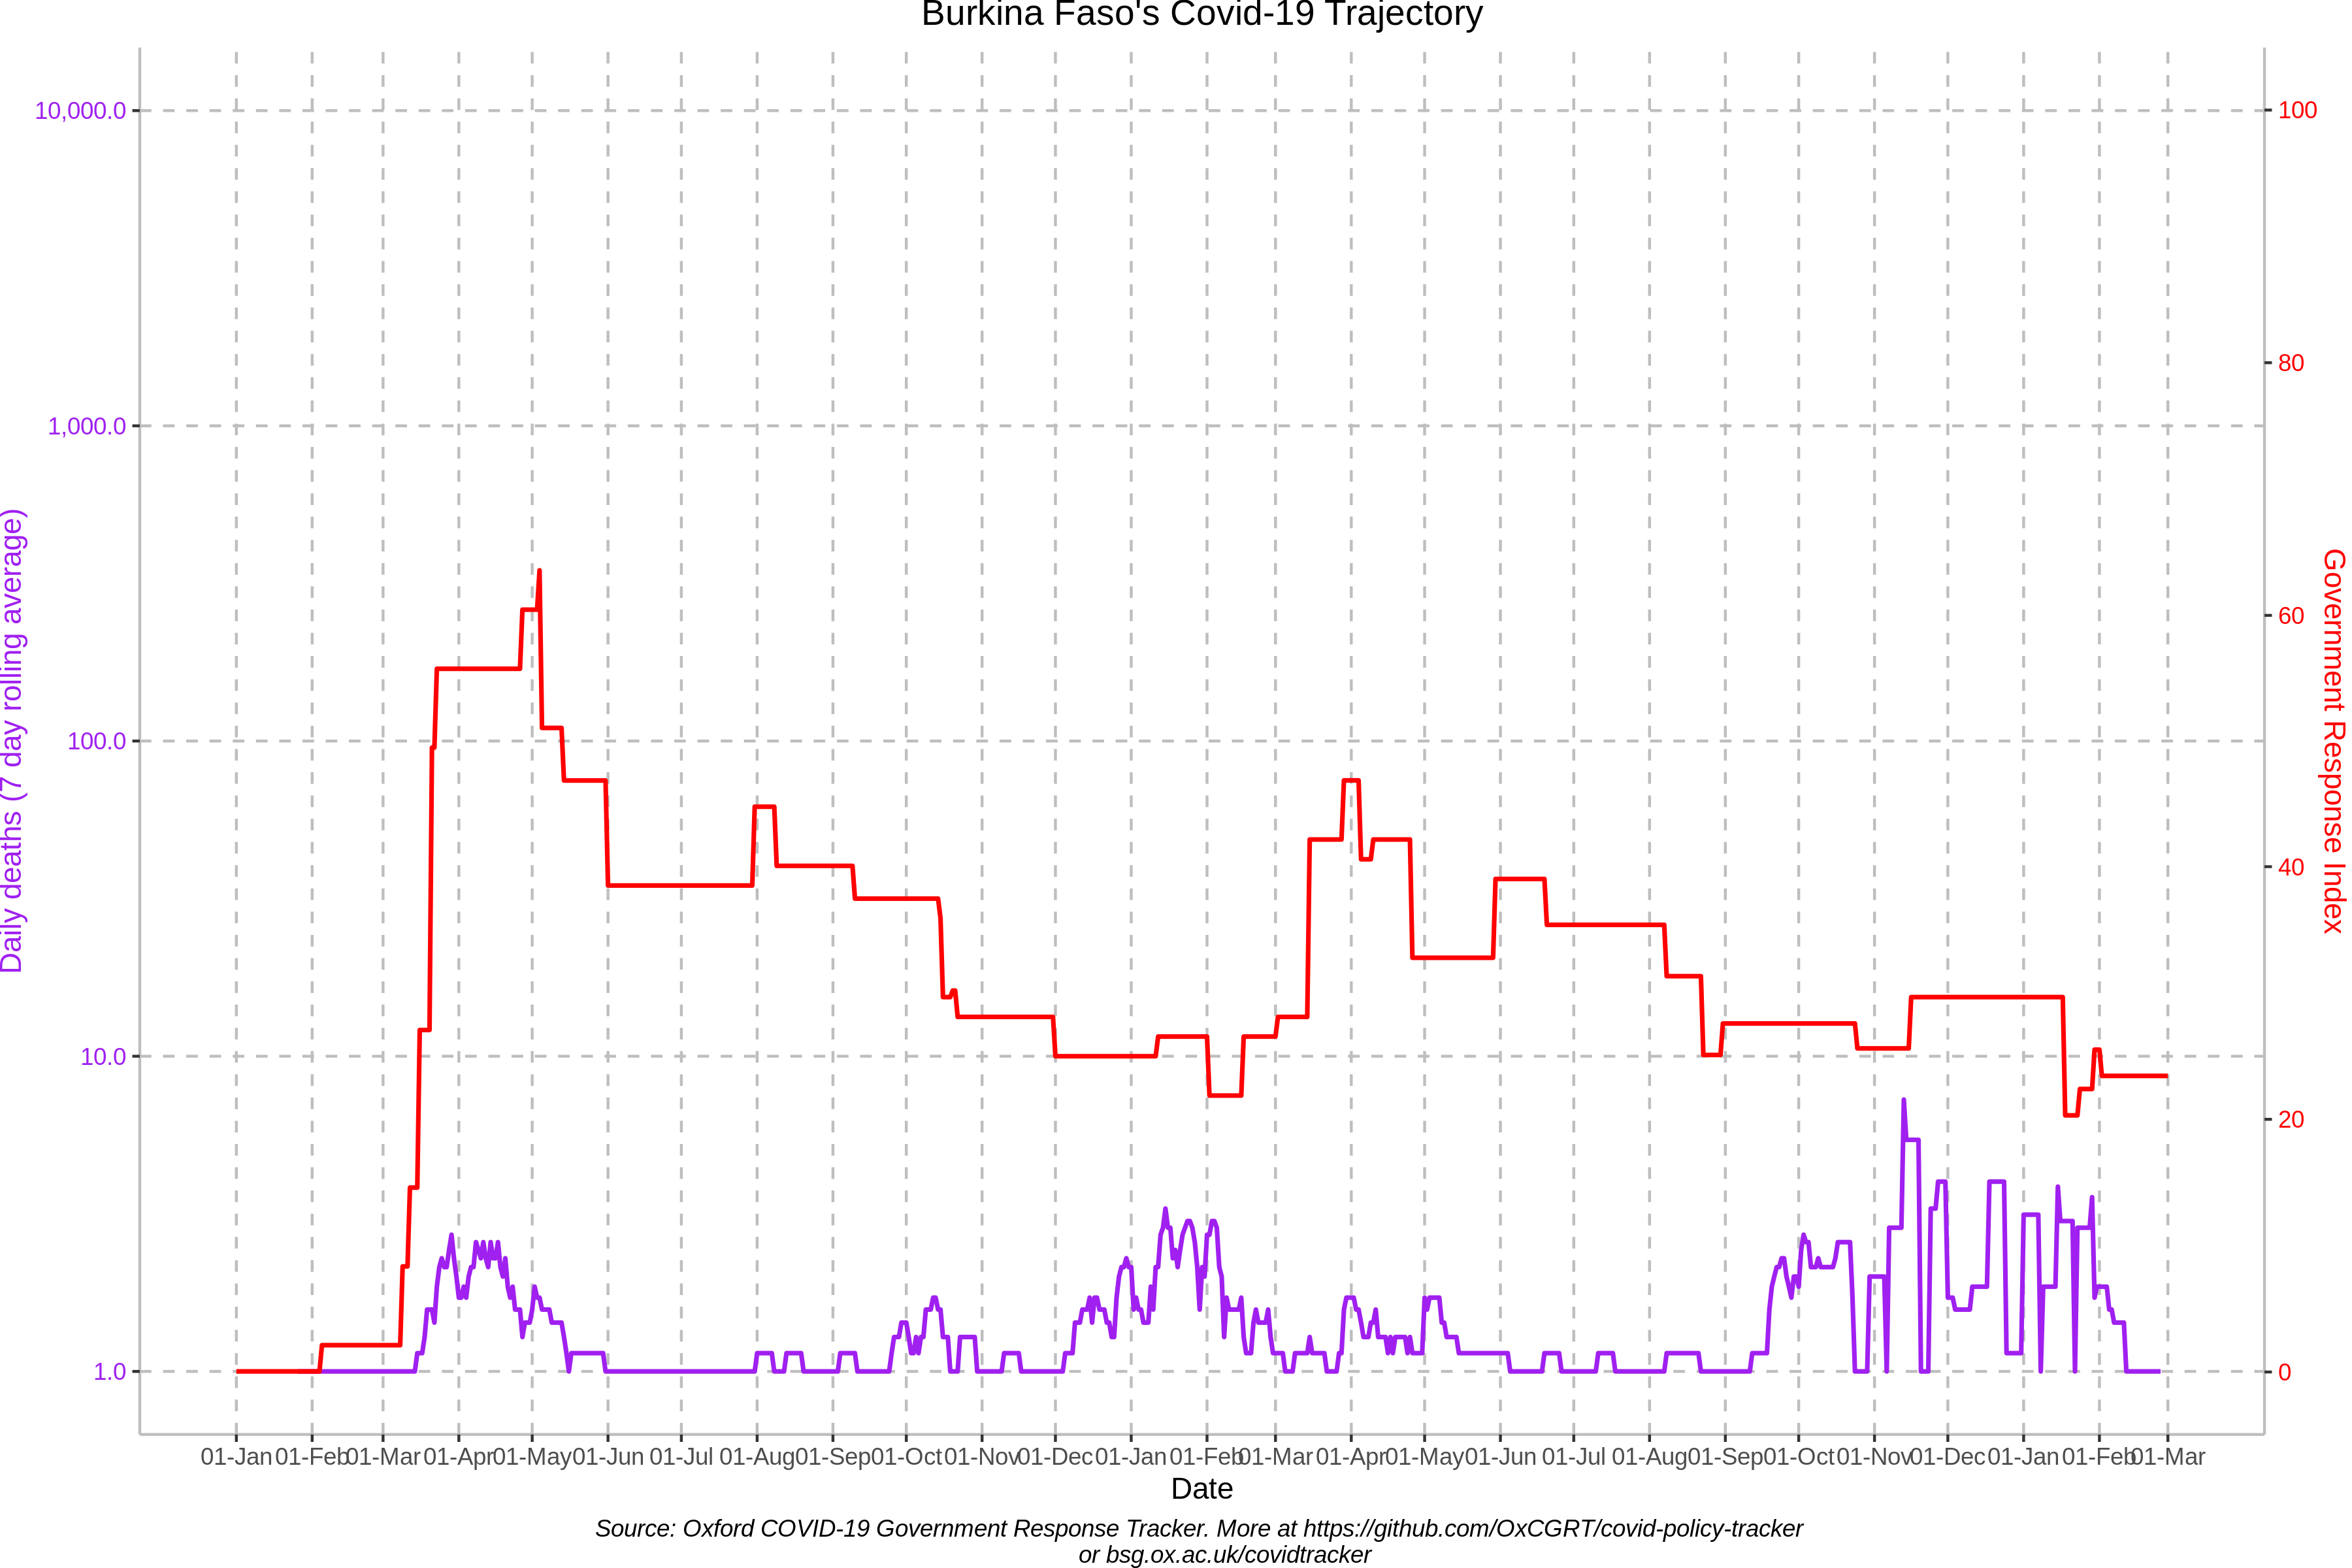 Burkina Faso's Covid-19 Trajectory
Daily deaths (7 day rolling average)
10,000.0
1,000.0
100.0
10.0
1.0
100
80
60
40
20
0
Government Response Index
01-Jan 01-Feb 01-Mar 01-Apr 01-May 01-Jun 01-Jul 01-Aug 01-Sep 01-Oct 01-Nov 01-Dec 01-Jan 01-Feb 01-Mar 01-Apr 01-May 01-Jun 01-Jul 01-Aug 01-Sep 01-Oct 01-Nov 01-Dec 01-Jan 01-Feb 01-Mar
Date
Source: Oxford COVID-19 Government Response Tracker. More at https://github.com/OxCGRT/covid-policy-tracker
or bsg.ox.ac.uk/covidtracker